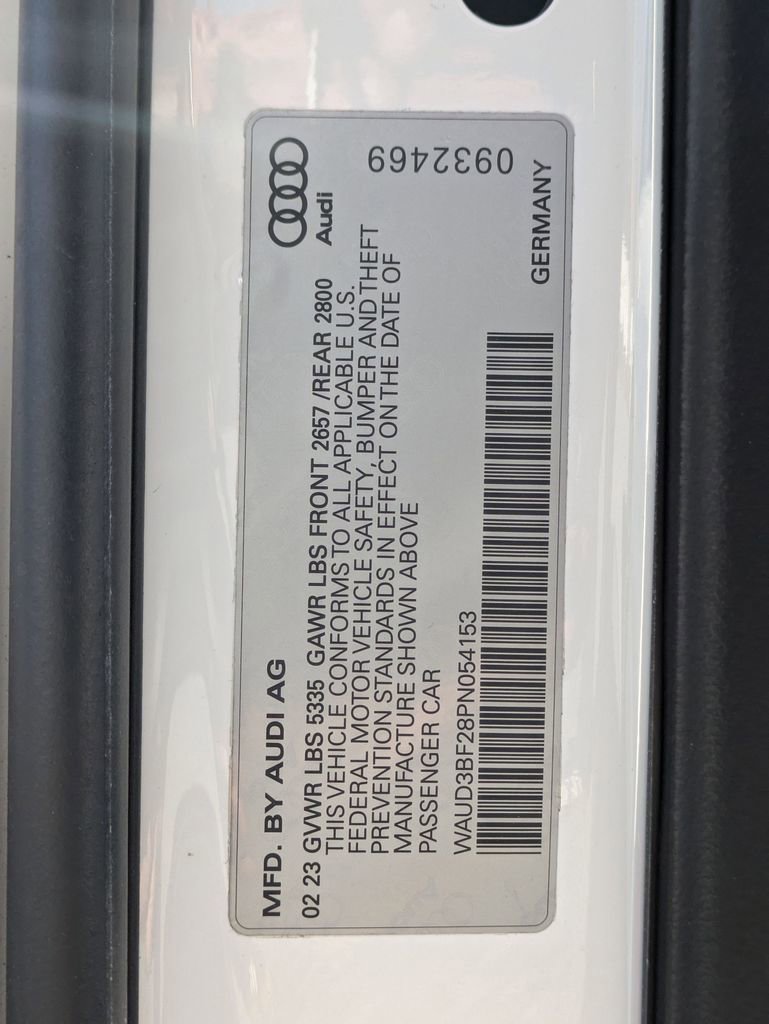 MFD. BY AUDI AG
Audi
02 23 GVWR LBS 5335 GAWR LBS FRONT 2657 /REAR 2800
THIS VEHICLE CONFORMS TO ALL APPLICABLE U.S.
FEDERAL MOTOR VEHICLE SAFETY, BUMPER AND THEFT
PREVENTION STANDARDS IN EFFECT ON THE DATE OF
MANUFACTURE SHOWN ABOVE
PASSENGER CAR
WAUD3BF28PN054153
0932469
GERMANY